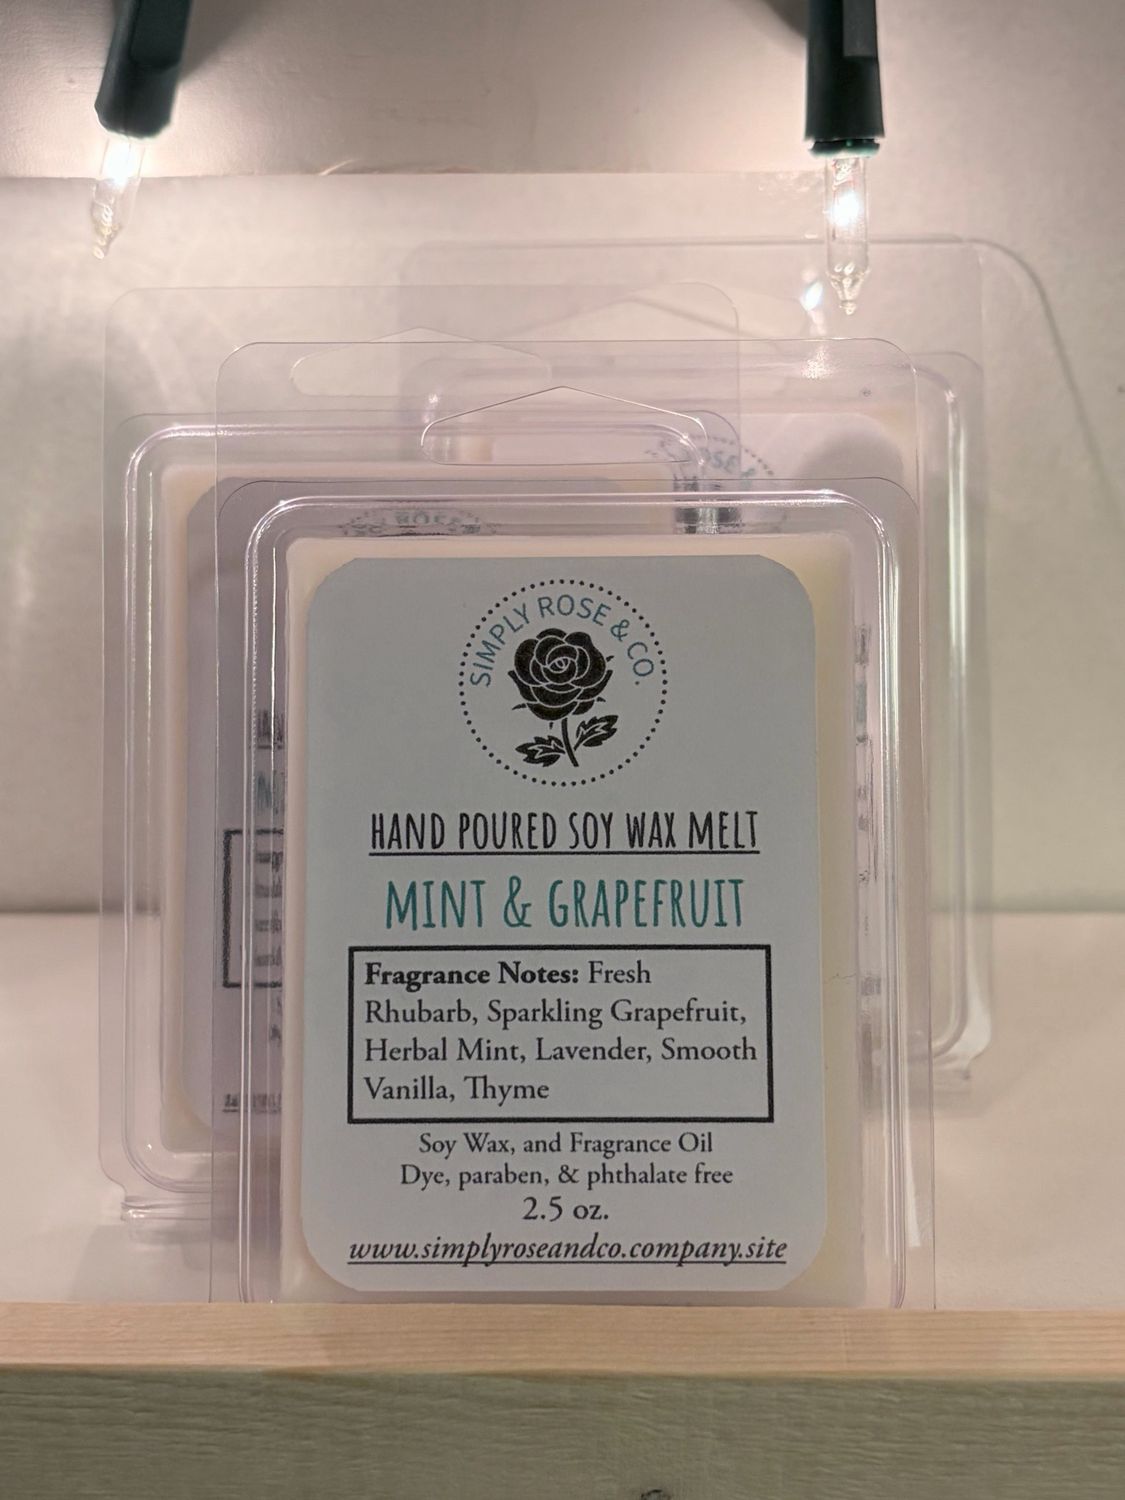 SIMPLY ROSE & CO.
HAND POURED SOY WAX MELT
MINT & GRAPEFRUIT
Fragrance Notes: Fresh
Rhubarb, Sparkling Grapefruit,
Herbal Mint, Lavender, Smooth
Vanilla, Thyme
Soy Wax, and Fragrance Oil
Dye, paraben, & phthalate free
2.5 oz.
www.simplyroseandco.company.site
ROSE
ROSE &